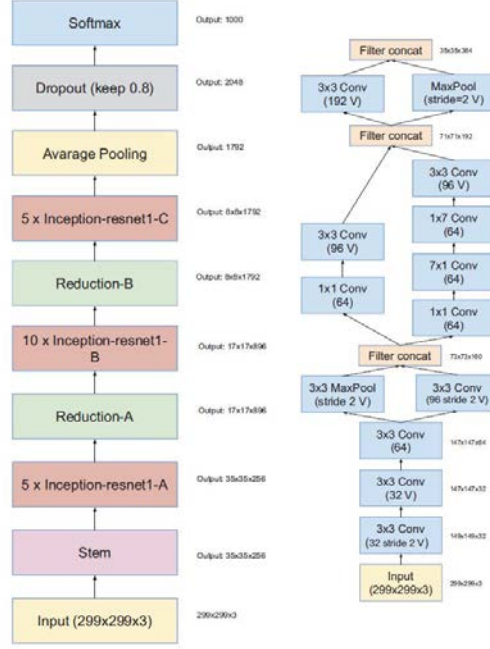 Softmax
Output: 1000
Dropout (keep 0.8)
Output: 2048
Avarage Pooling
Output: 1792
5 x Inception-resnet1-C
Output: 8x8x1792
Reduction-B
Output: 8x8x1792
10 x Inception-resnet1-
B
Output: 17x17x896
Reduction-A
Output: 17x17x896
5 x Inception-resnet1-A
Output: 35x35x256
Stem
Output: 35x35x256
Input (299x299x3)
299x299x3
Filter concat
35x35x384
3x3 Conv
(192 V)
MaxPool
(stride=2 V)
Filter concat
71x71x192
3x3 Conv
(96 V)
1x7 Conv
(64)
3x3 Conv
(96 V)
7x1 Conv
(64)
1x1 Conv
(64)
1x1 Conv
(64)
Filter concat
73x73x160
3x3 MaxPool
(stride 2 V)
3x3 Conv
(96 stride 2 V)
3x3 Conv
(64)
147x147x64
3x3 Conv
(32 V)
147x147x32
3x3 Conv
(32 stride 2 V)
149x149x32
Input
(299x299x3)
299x299x3